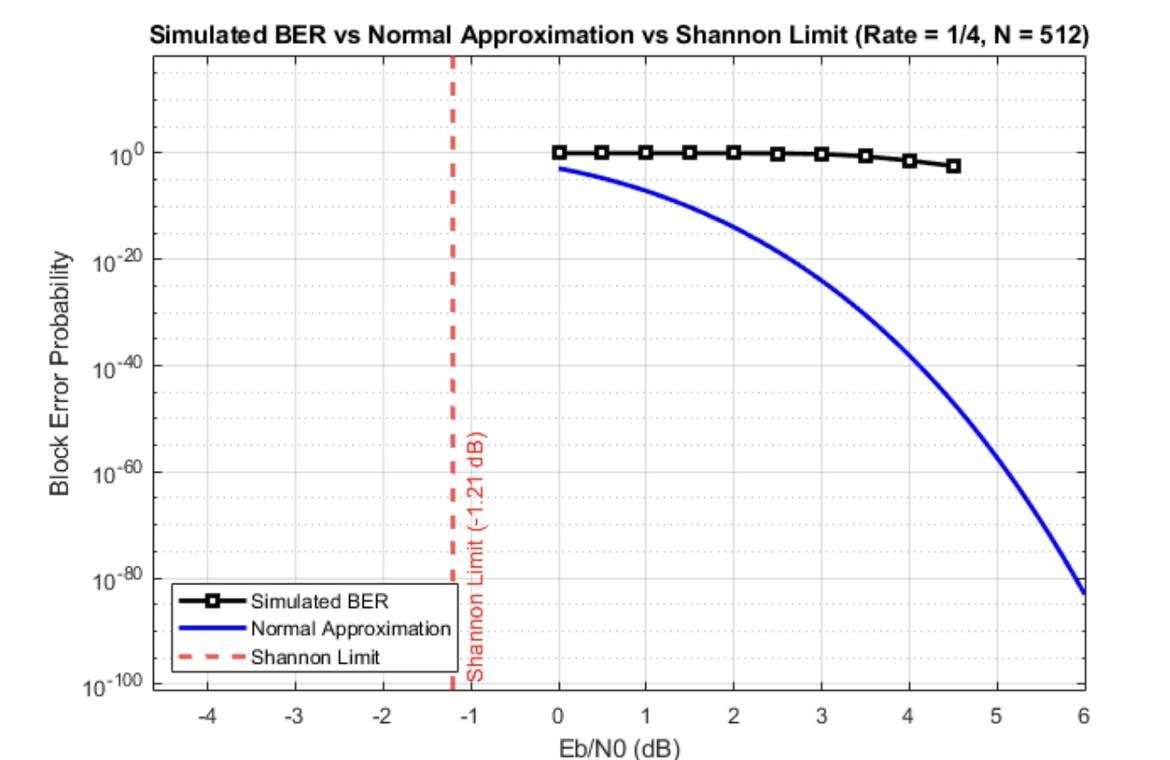 Simulated BER vs Normal Approximation vs Shannon Limit (Rate = 1/4, N = 512)
Block Error Probability
10^0
10^-20
10^-40
10^-60
10^-80
10^-100
Shannon Limit (-1.21 dB)
Simulated BER
Normal Approximation
Shannon Limit
-4 -3 -2 -1 0 1 2 3 4 5 6
Eb/N0 (dB)